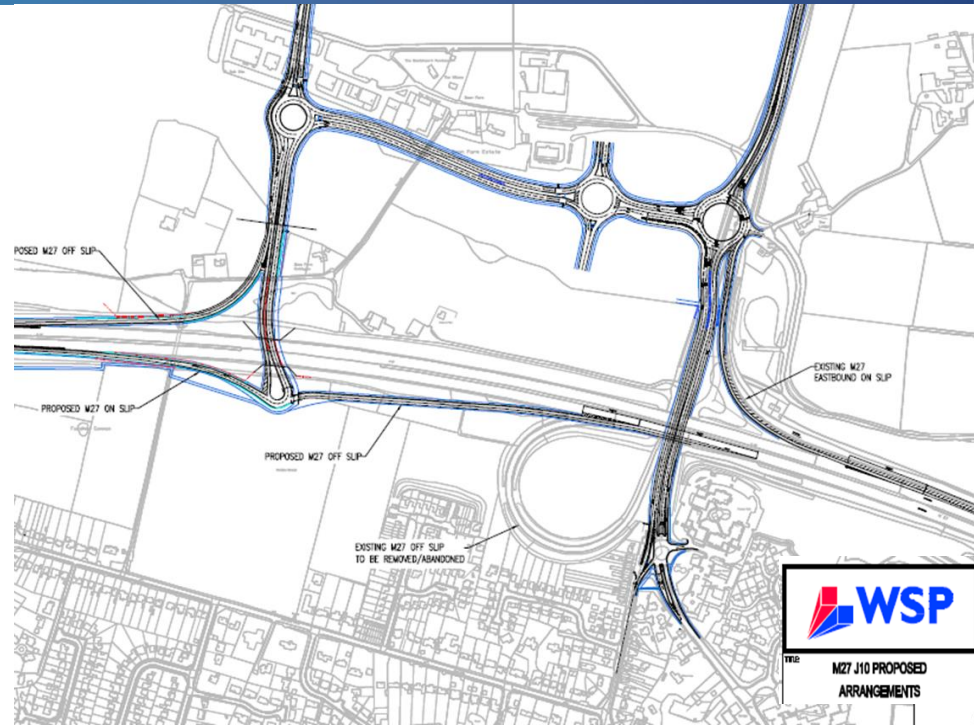 POSED M27 OFF SLIP
PROPOSED M27 ON SLIP
PROPOSED M27 OFF SLIP
EXISTING M27
EASTBOUND ON SLIP
EXISTING M27 OFF SLIP
TO BE REMOVED/ABANDONED
WSP
TITLE
M27 J10 PROPOSED
ARRANGEMENTS